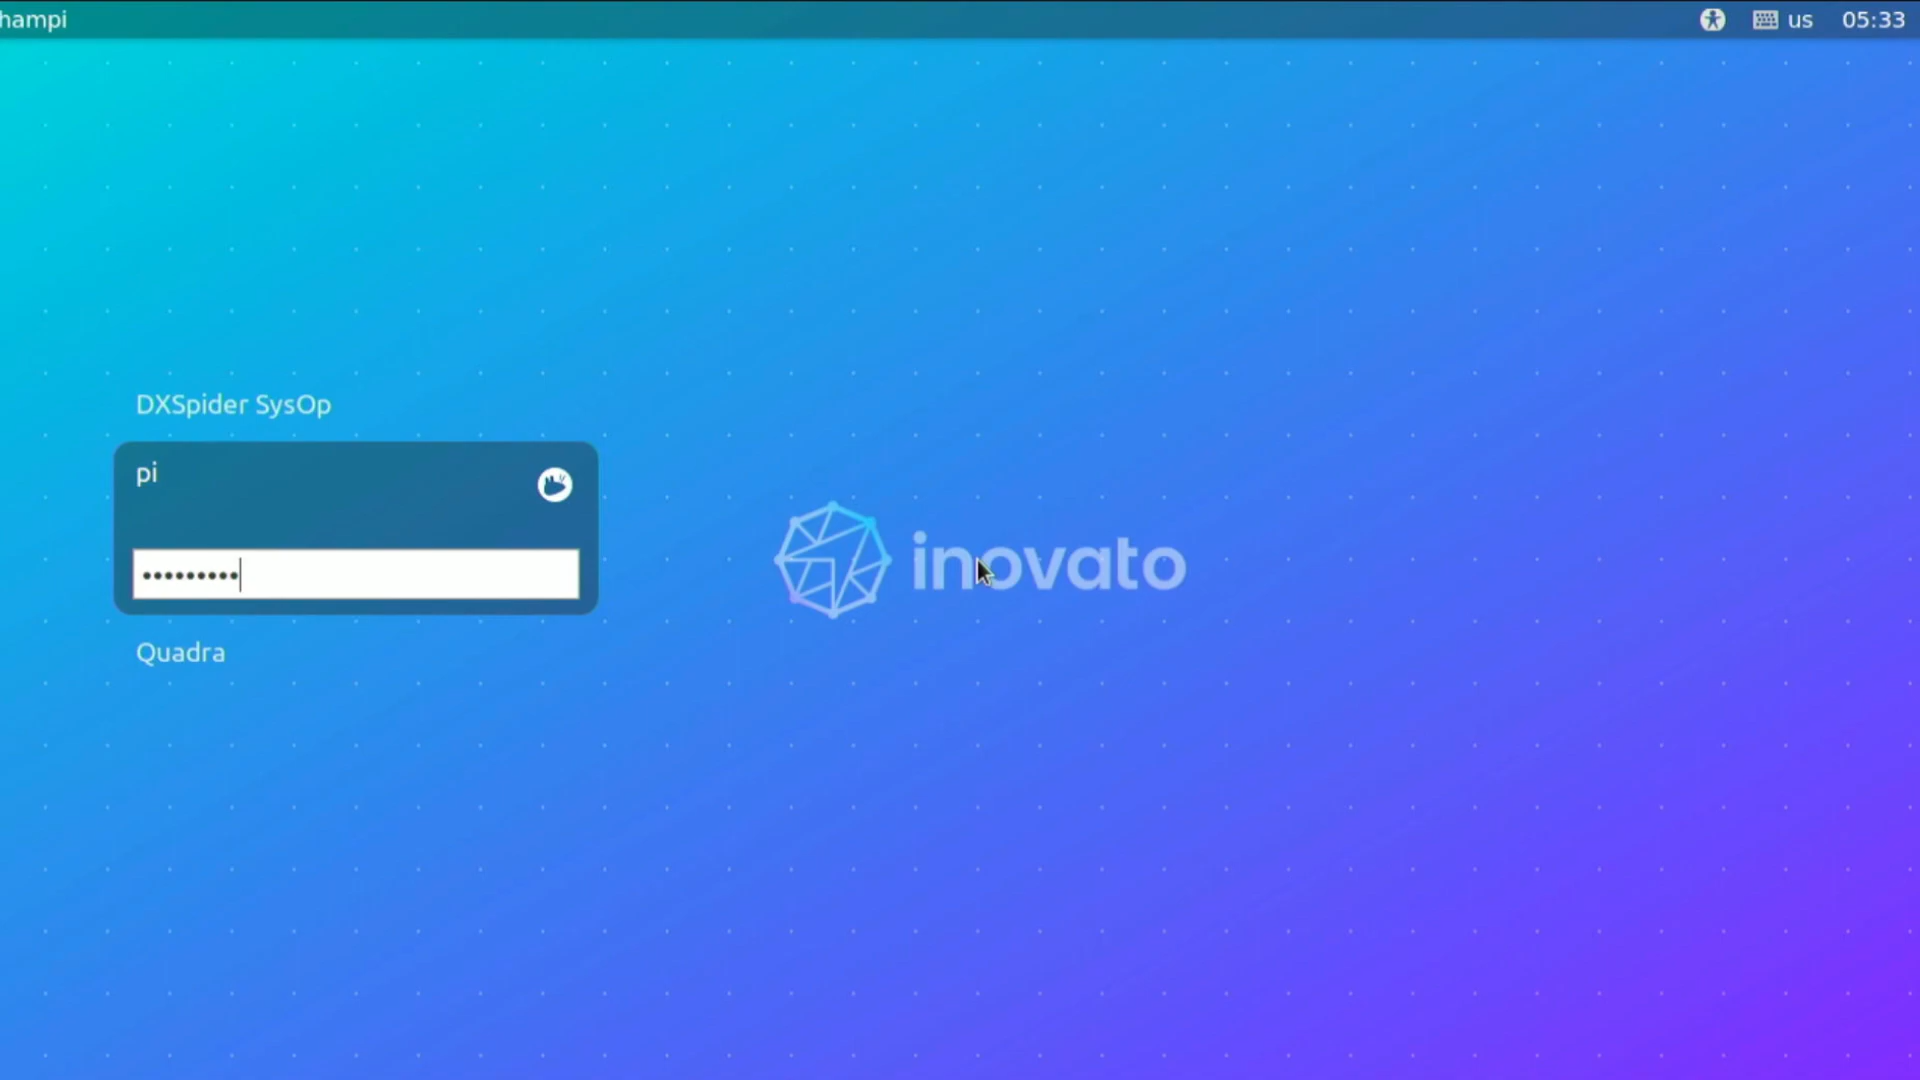 hampi
us 05:33
DXSpider SysOp
pi
•••••••••
Quadra
inovato